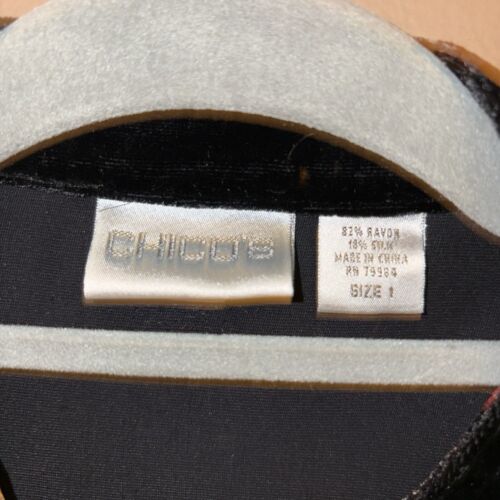 CHICO'S
82% RAYON
18% SILK
MADE IN CHINA
RN 79984
SIZE 1